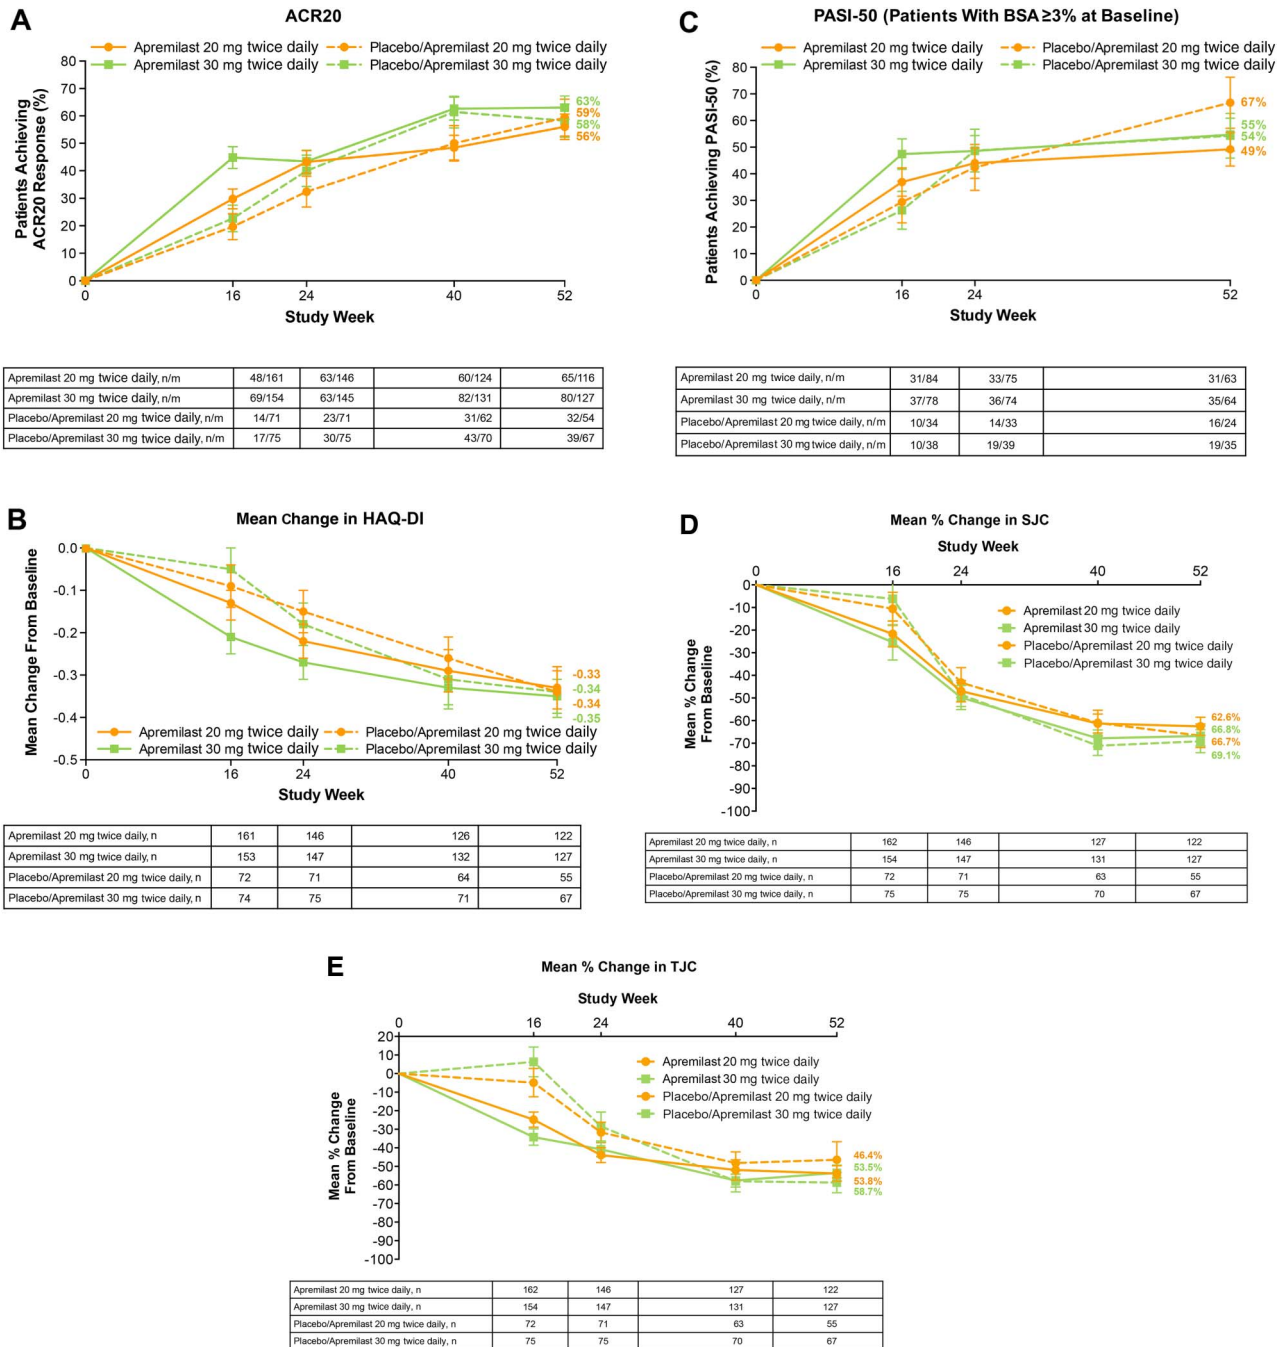 A
ACR20
Apremilast 20 mg twice daily
Placebo/Apremilast 20 mg twice daily
Apremilast 30 mg twice daily
Placebo/Apremilast 30 mg twice daily
Patients Achieving
ACR20 Response (%)
80
70
60
50
40
30
20
10
0
63%
59%
58%
56%
0 16 24 40 52
Study Week
Apremilast 20 mg twice daily, n/m 48/161 63/146 60/124 65/116
Apremilast 30 mg twice daily, n/m 69/154 63/145 82/131 80/127
Placebo/Apremilast 20 mg twice daily, n/m 14/71 23/71 31/62 32/54
Placebo/Apremilast 30 mg twice daily, n/m 17/75 30/75 43/70 39/67
C
PASI-50 (Patients With BSA ≥3% at Baseline)
Apremilast 20 mg twice daily
Placebo/Apremilast 20 mg twice daily
Apremilast 30 mg twice daily
Placebo/Apremilast 30 mg twice daily
Patients Achieving PASI-50 (%)
80
70
60
50
40
30
20
10
0
67%
55%
54%
49%
0 16 24 52
Study Week
Apremilast 20 mg twice daily, n/m 31/84 33/75 31/63
Apremilast 30 mg twice daily, n/m 37/78 36/74 35/64
Placebo/Apremilast 20 mg twice daily, n/m 10/34 14/33 16/24
Placebo/Apremilast 30 mg twice daily, n/m 10/38 19/39 19/35
B
Mean Change in HAQ-DI
Mean Change From Baseline
0.0
-0.1
-0.2
-0.3
-0.4
-0.5
-0.33
-0.34
-0.34
-0.35
Apremilast 20 mg twice daily
Placebo/Apremilast 20 mg twice daily
Apremilast 30 mg twice daily
Placebo/Apremilast 30 mg twice daily
0 16 24 40 52
Study Week
Apremilast 20 mg twice daily, n 161 146 126 122
Apremilast 30 mg twice daily, n 153 147 132 127
Placebo/Apremilast 20 mg twice daily, n 72 71 64 55
Placebo/Apremilast 30 mg twice daily, n 74 75 71 67
D
Mean % Change in SJC
Study Week
0 16 24 40 52
Mean % Change
From Baseline
0
-10
-20
-30
-40
-50
-60
-70
-80
-90
-100
Apremilast 20 mg twice daily
Apremilast 30 mg twice daily
Placebo/Apremilast 20 mg twice daily
Placebo/Apremilast 30 mg twice daily
62.6%
66.8%
66.7%
69.1%
Apremilast 20 mg twice daily, n 162 146 127 122
Apremilast 30 mg twice daily, n 154 147 131 127
Placebo/Apremilast 20 mg twice daily, n 72 71 63 55
Placebo/Apremilast 30 mg twice daily, n 75 75 70 67
E
Mean % Change in TJC
Study Week
0 16 24 40 52
Mean % Change
From Baseline
20
10
0
-10
-20
-30
-40
-50
-60
-70
-80
-90
-100
Apremilast 20 mg twice daily
Apremilast 30 mg twice daily
Placebo/Apremilast 20 mg twice daily
Placebo/Apremilast 30 mg twice daily
46.4%
53.5%
53.8%
58.7%
Apremilast 20 mg twice daily, n 162 146 127 122
Apremilast 30 mg twice daily, n 154 147 131 127
Placebo/Apremilast 20 mg twice daily, n 72 71 63 55
Placebo/Apremilast 30 mg twice daily, n 75 75 70 67